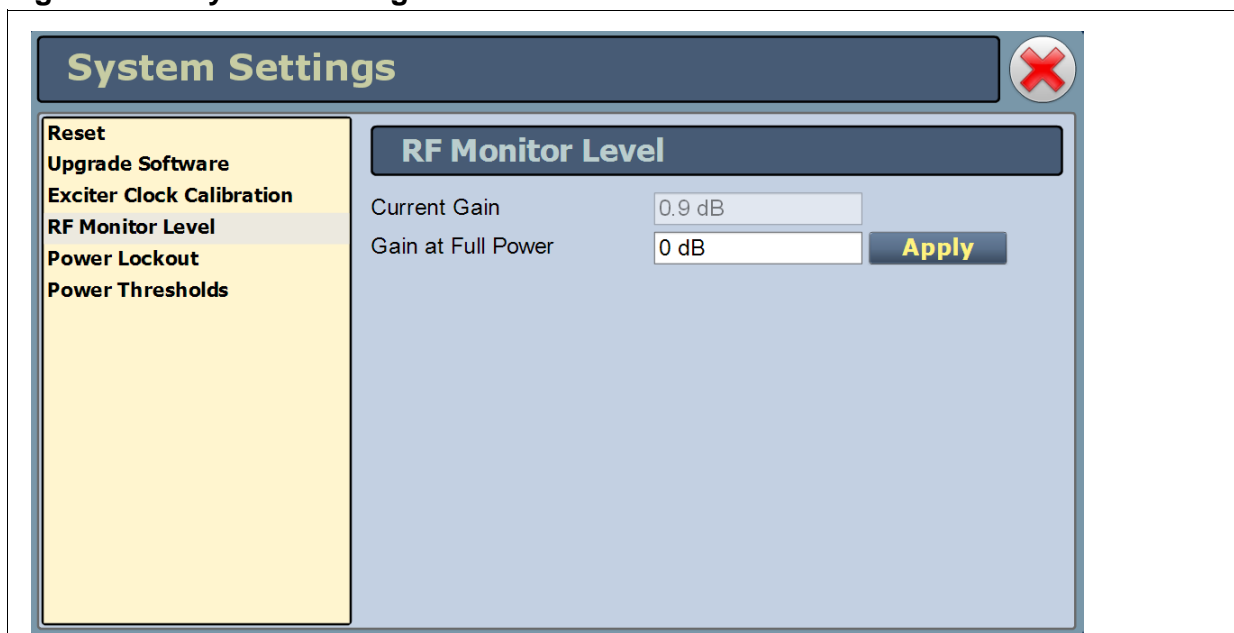 System Settings
Reset
Upgrade Software
Exciter Clock Calibration
RF Monitor Level
Power Lockout
Power Thresholds
RF Monitor Level
Current Gain 0.9 dB
Gain at Full Power 0 dB Apply